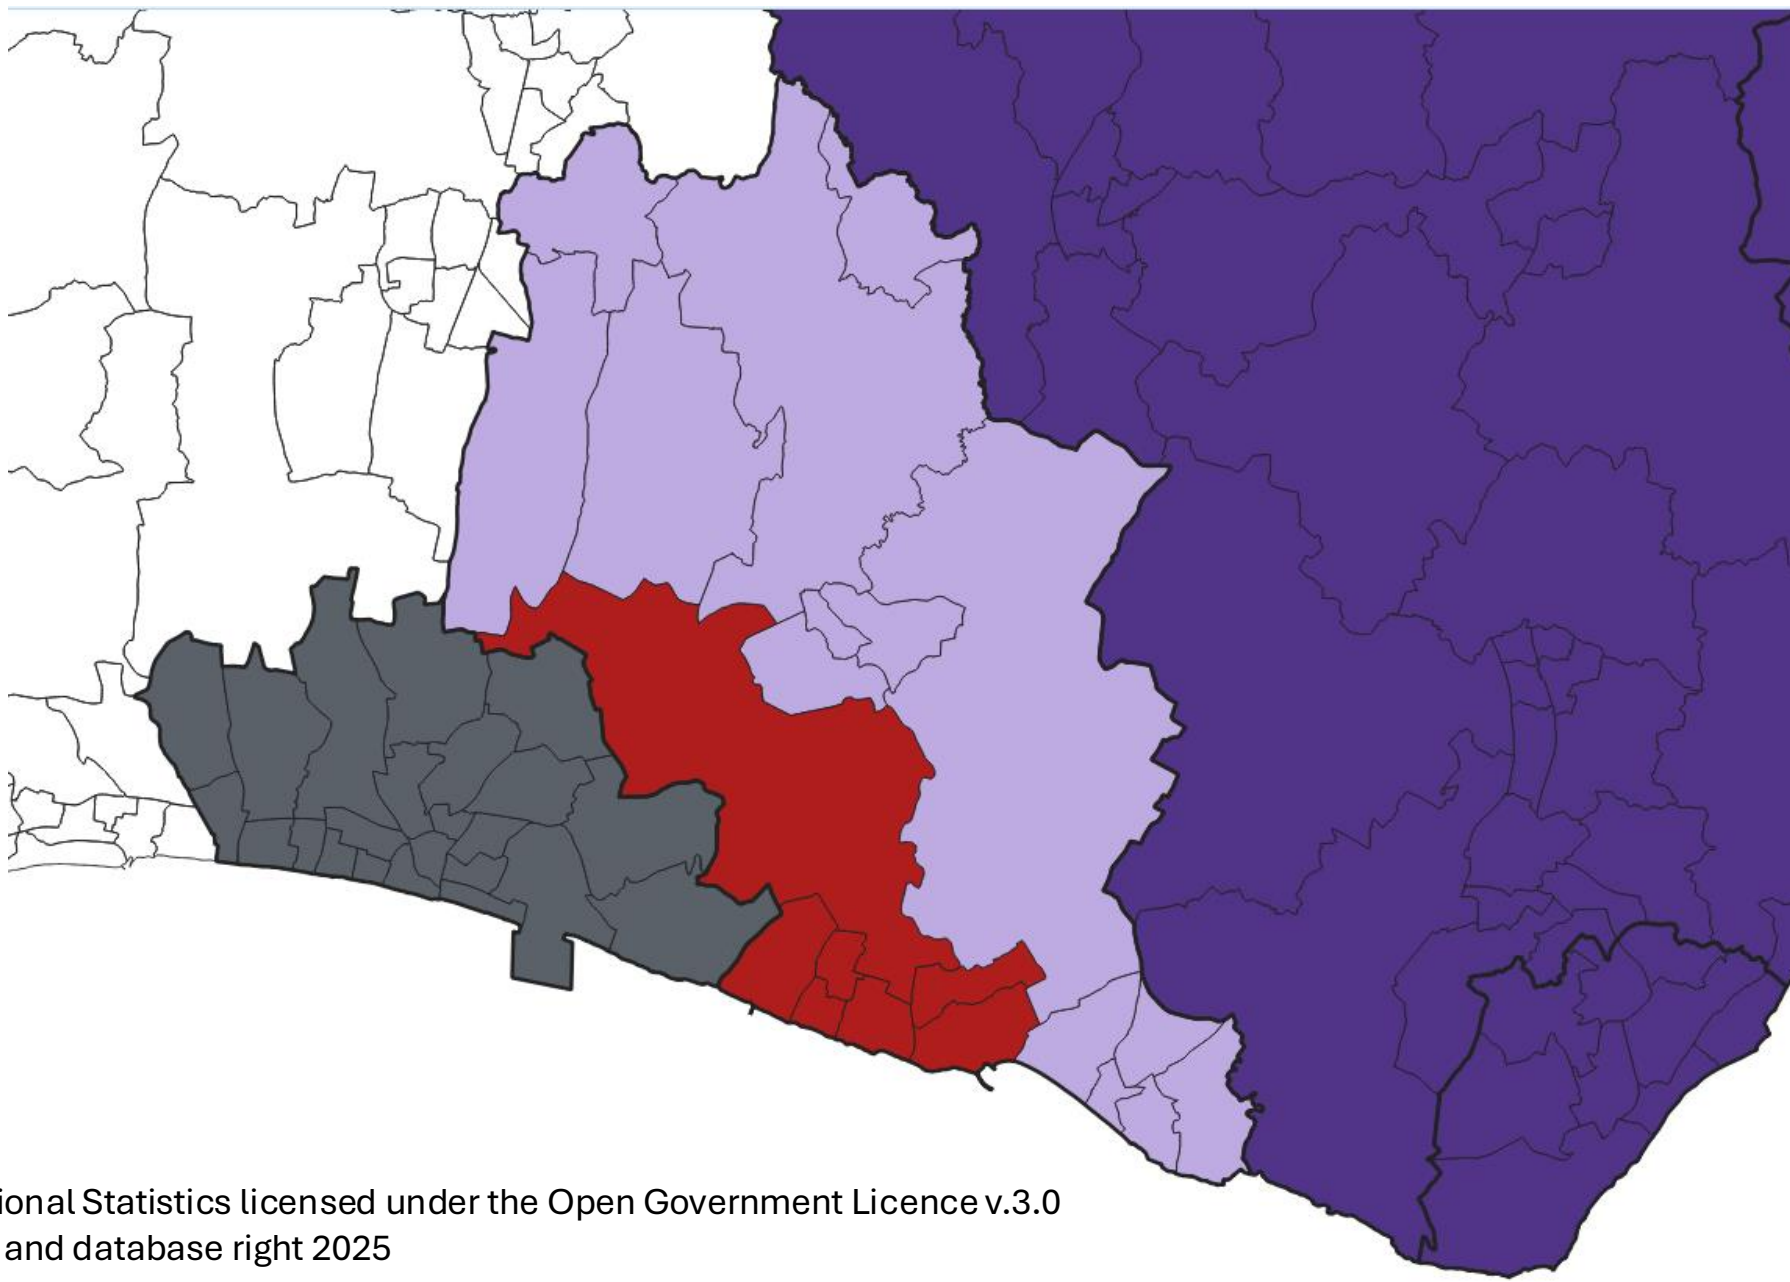 ional Statistics licensed under the Open Government Licence v.3.0
and database right 2025